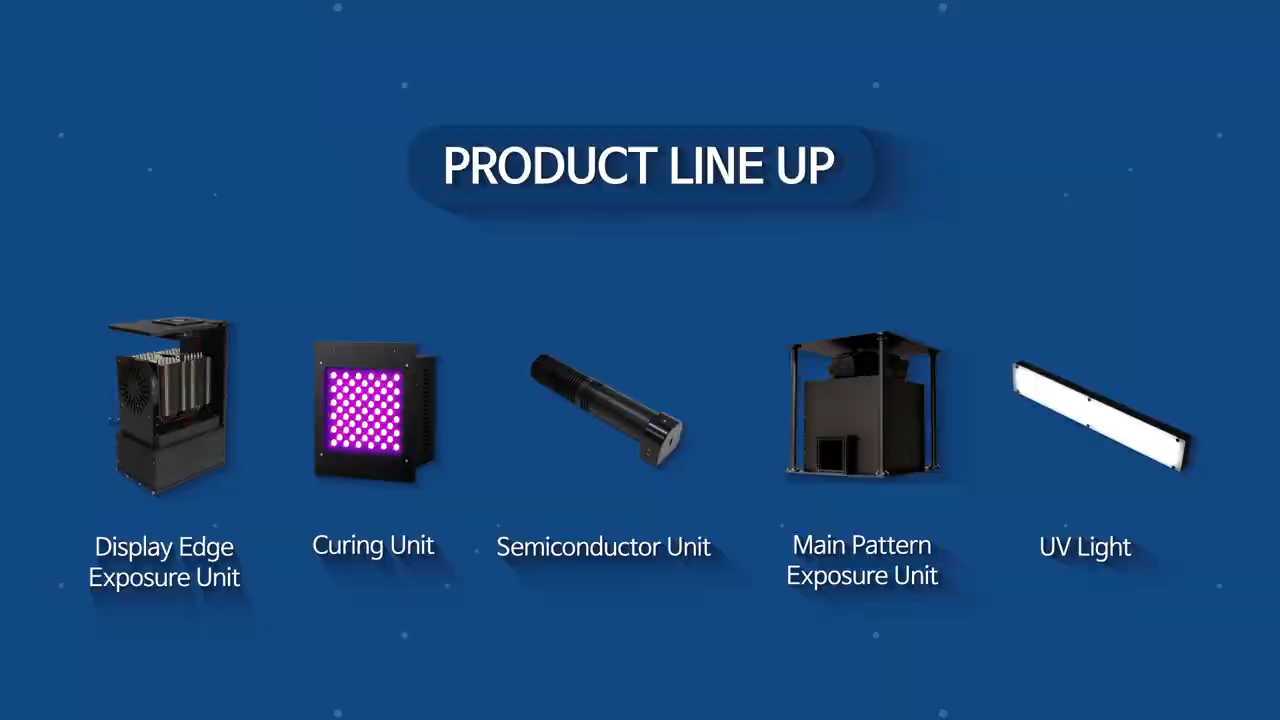 PRODUCT LINE UP
Display Edge
Exposure Unit
Curing Unit
Semiconductor Unit
Main Pattern
Exposure Unit
UV Light